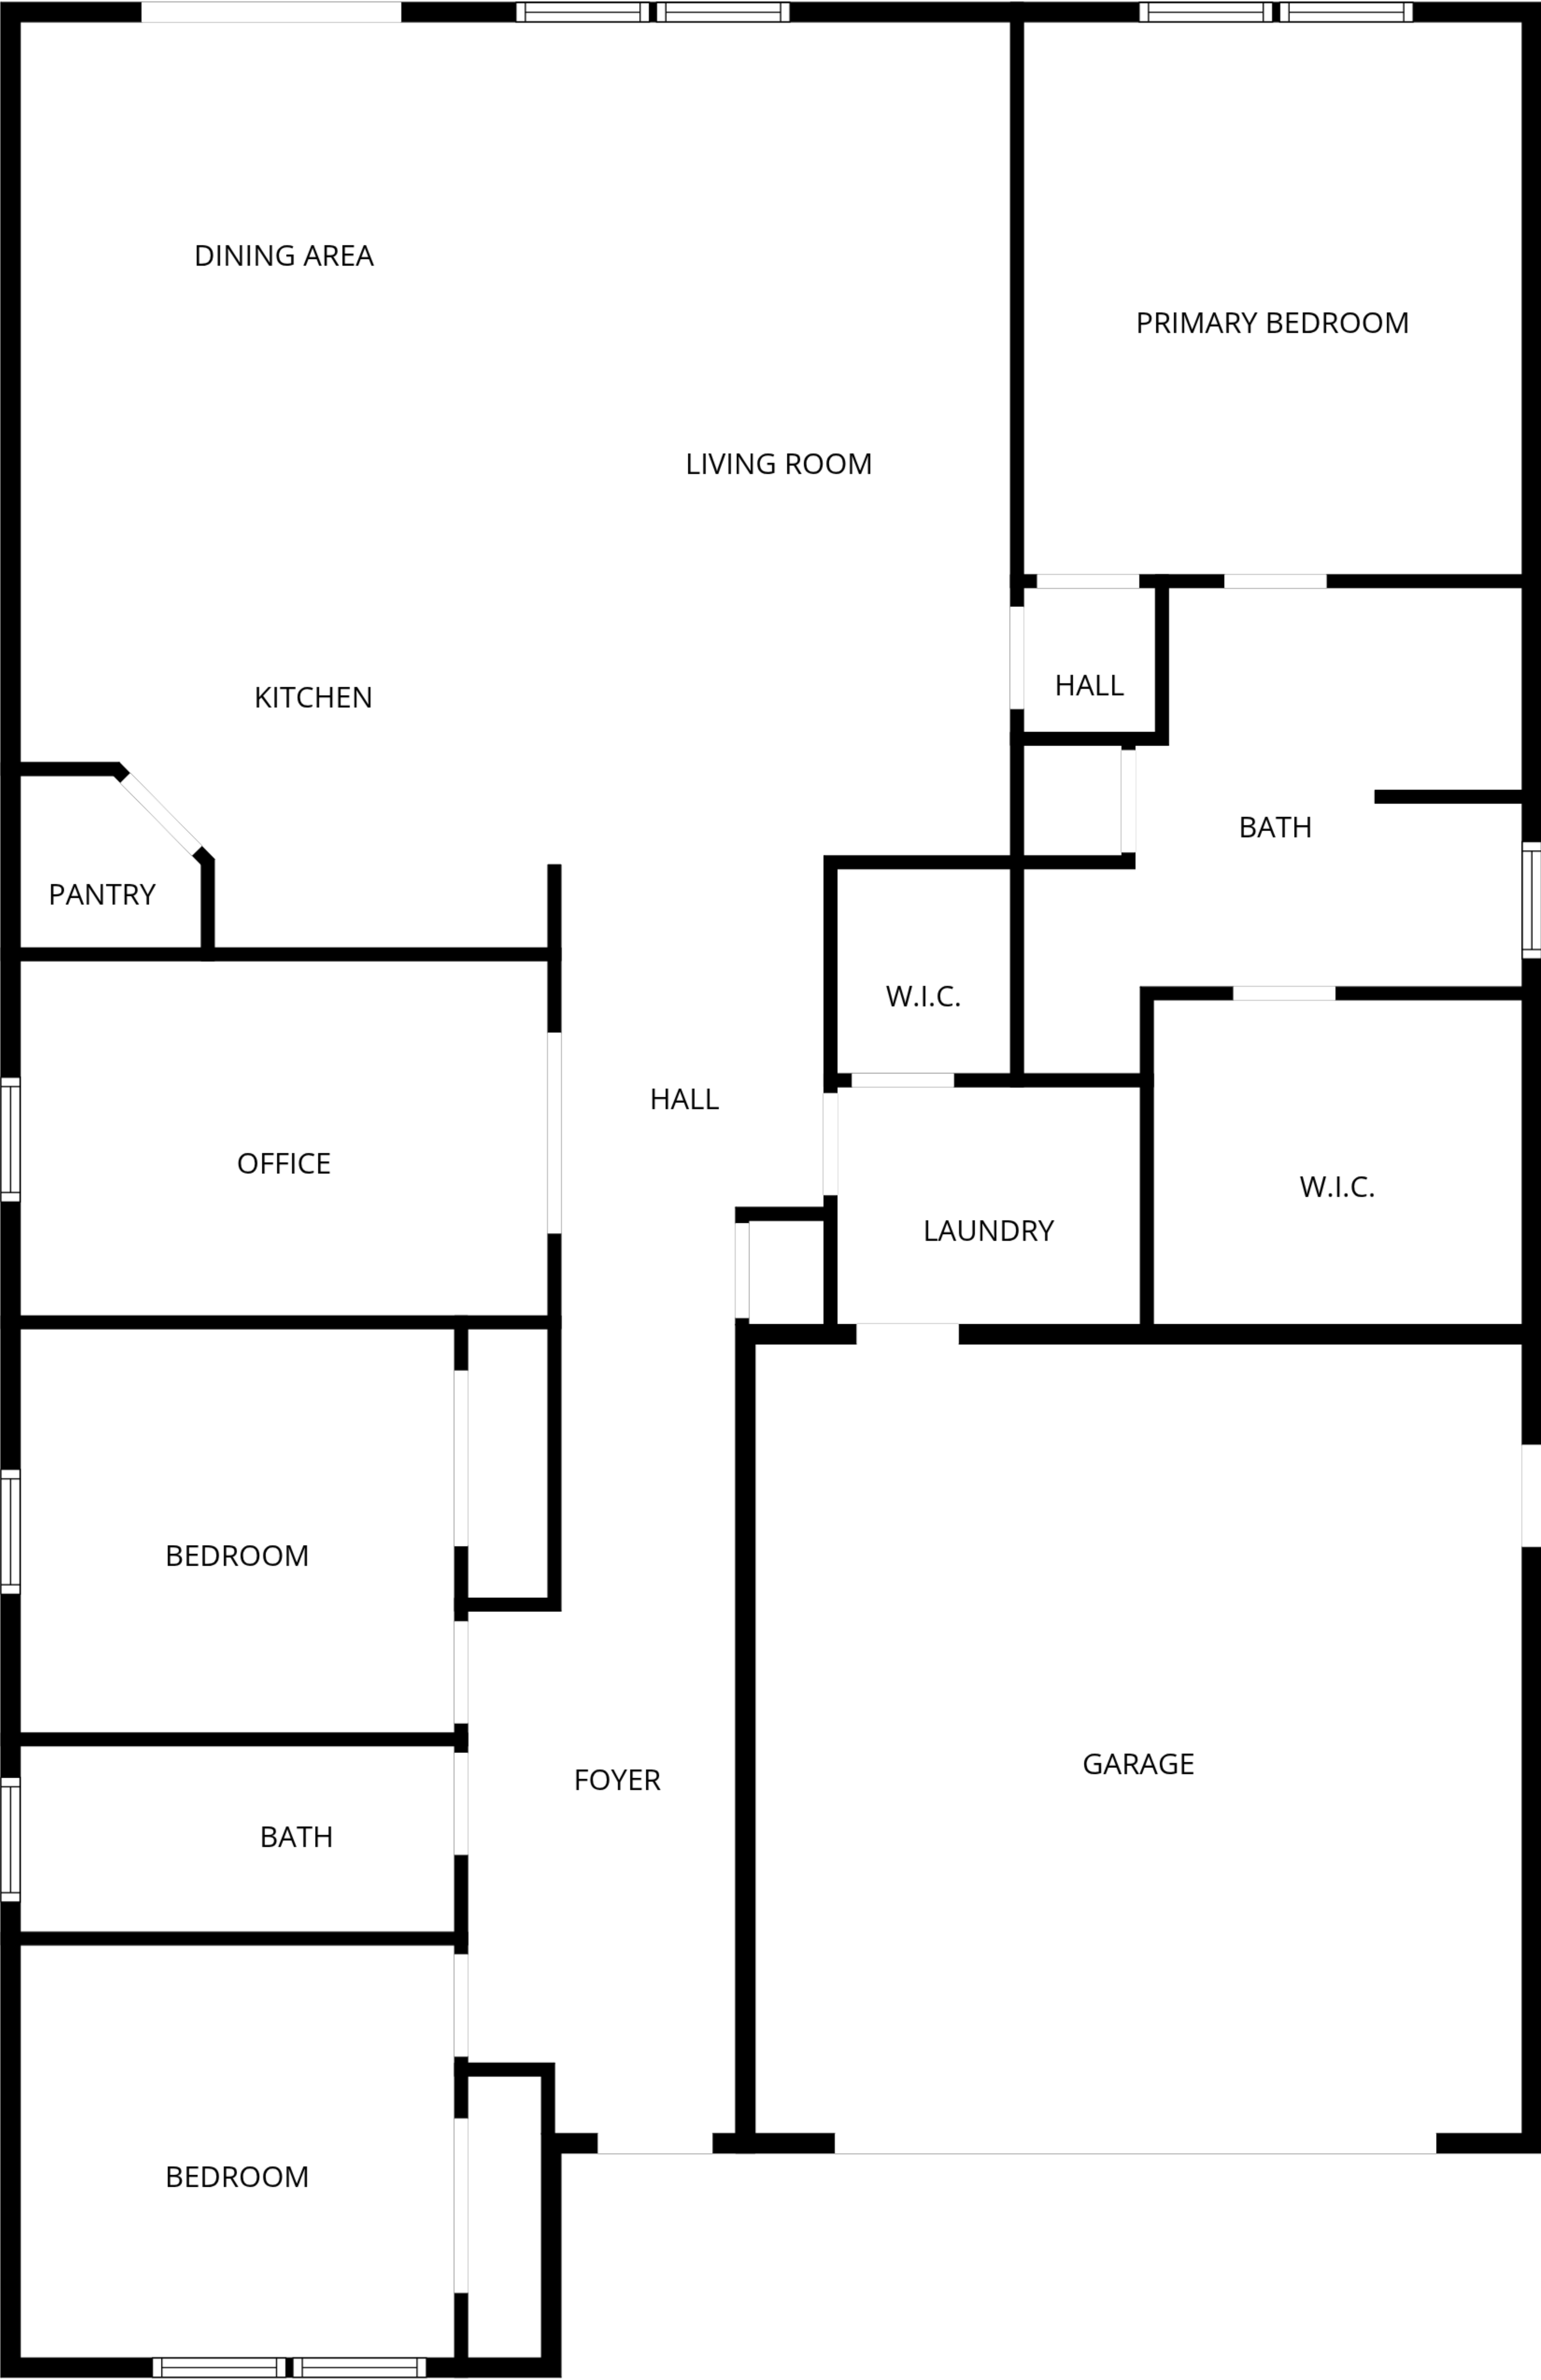 DINING AREA
PRIMARY BEDROOM
LIVING ROOM
HALL
KITCHEN
BATH
PANTRY
W.I.C.
HALL
OFFICE
W.I.C.
LAUNDRY
BEDROOM
GARAGE
FOYER
BATH
BEDROOM